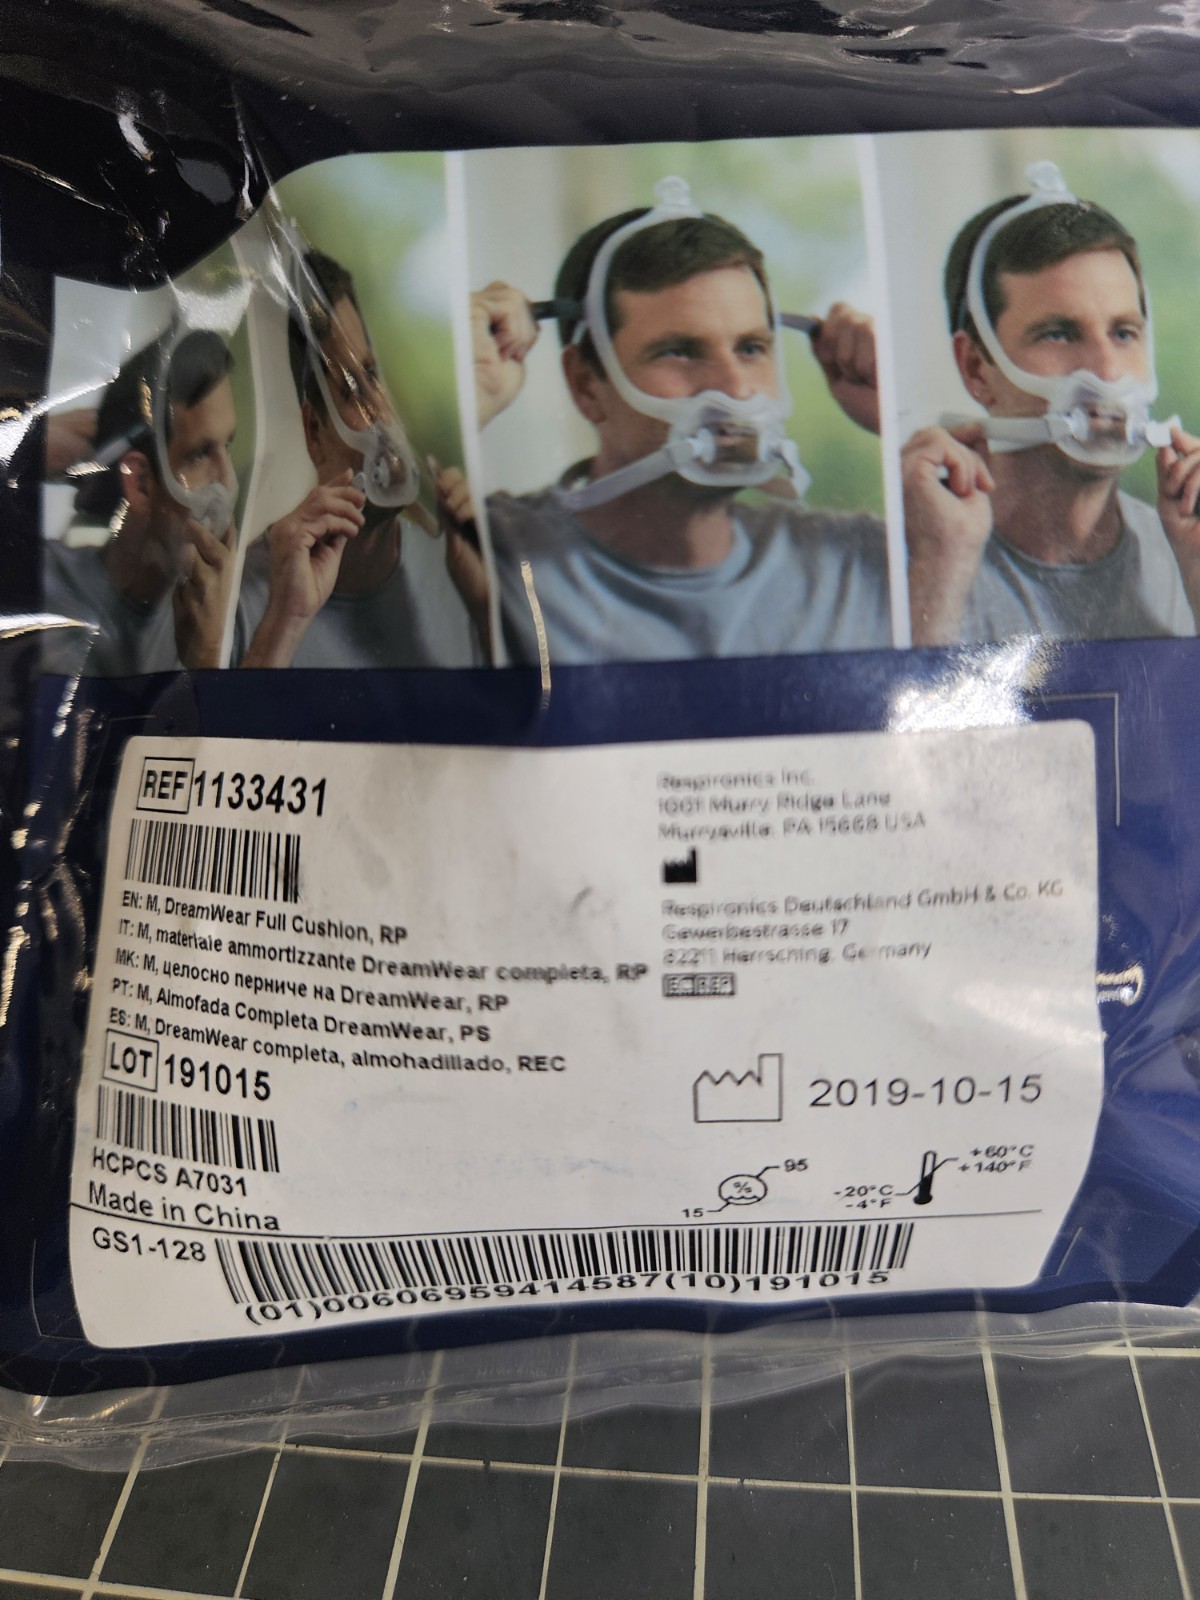 REF 1133431
EN: M, DreamWear Full Cushion, RP
IT: M, materiale ammortizzante DreamWear completa, RP
MK: M, целосно перниче на DreamWear, RP
PT: M, Almofada Completa DreamWear, PS
ES: M, DreamWear completa, almohadillado, REC
LOT 191015
HCPCS A7031
Made in China
Respironics Inc.
1001 Murry Ridge Lane
Murrysville, PA 15668 USA
Respironics Deutschland GmbH & Co. KG
Gewerbestrasse 17
82211 Herrsching, Germany
EC REP
2019-10-15
%
95
15
+60°C
+140°F
-20°C
-4°F
GS1-128
(01)00606959414587(10)191015